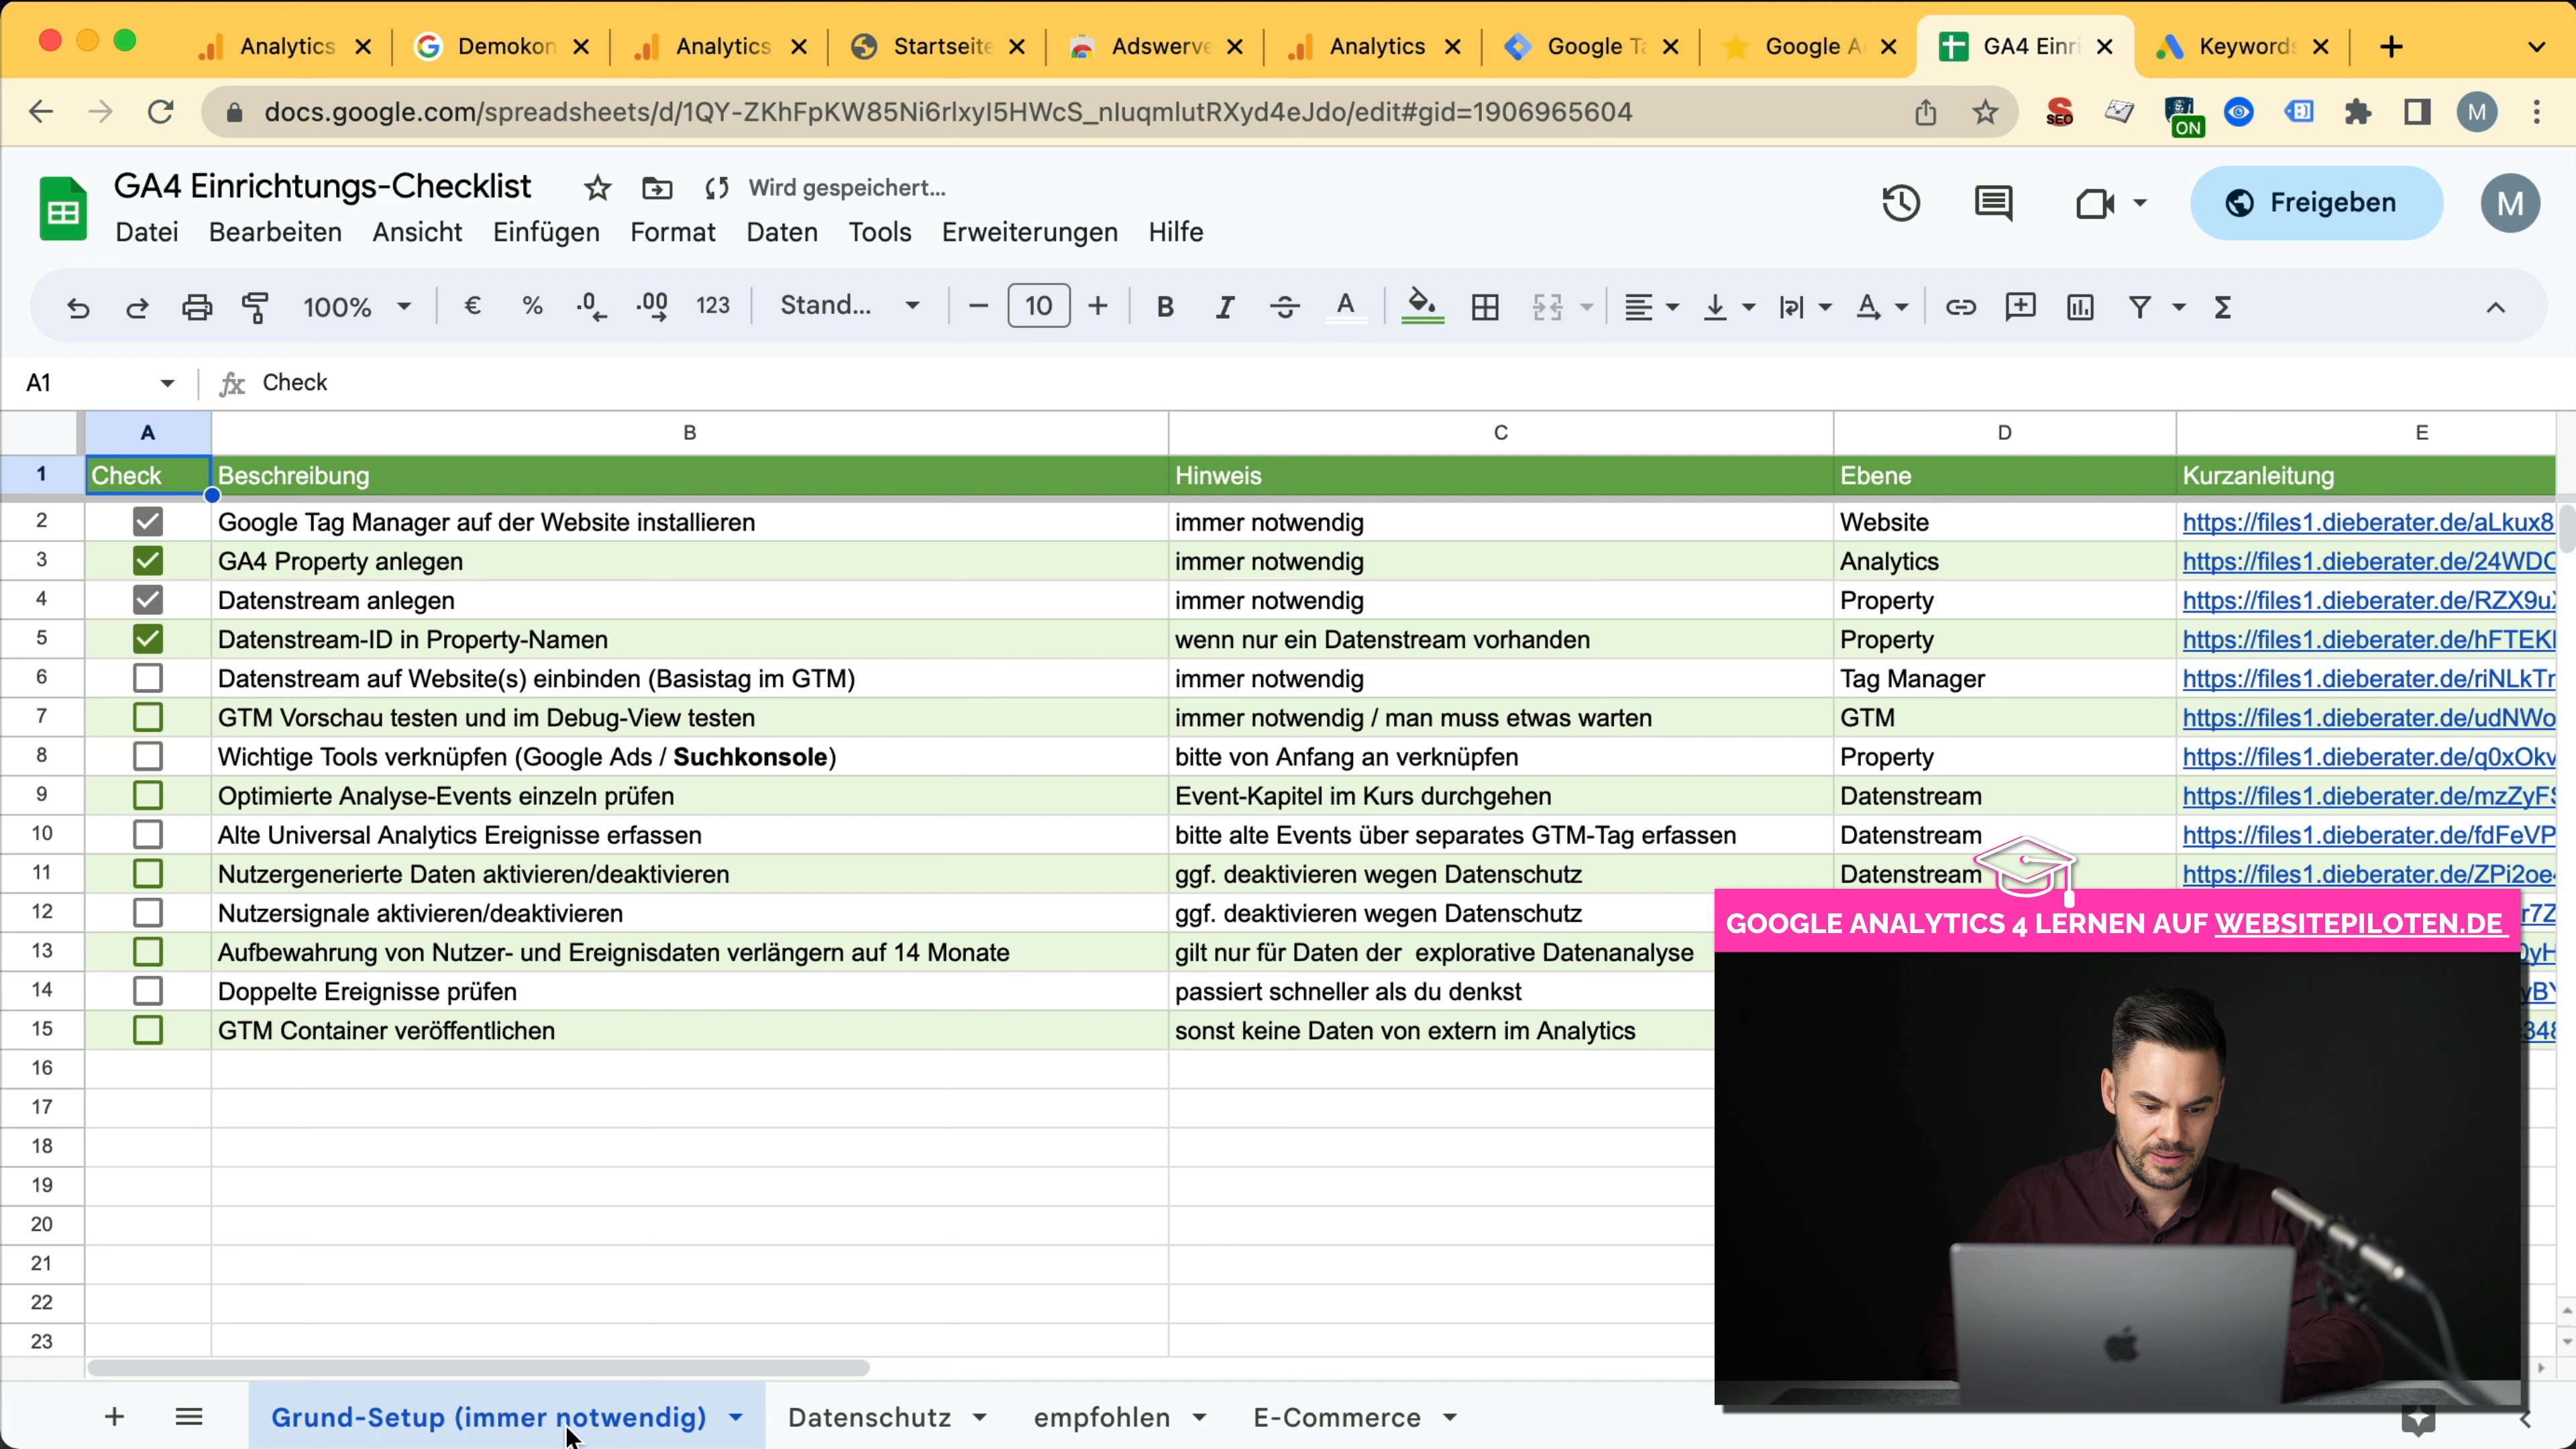 Analytics
Demokon
Analytics
Startseite
Adswerve
Analytics
Google Ta
Google A
GA4 Einri
Keywords
docs.google.com/spreadsheets/d/1QY-ZKhFpKW85Ni6rlxyI5HWcS_nIuqmlutRXyd4eJdo/edit#gid=1906965604
SEO
ON
M
GA4 Einrichtungs-Checklist
Wird gespeichert...
Datei Bearbeiten Ansicht Einfügen Format Daten Tools Erweiterungen Hilfe
Freigeben
M
100% € % .0 .00 123 Stand... 10 B I A A
A1 fx Check
A B C D E
1 Check Beschreibung Hinweis Ebene Kurzanleitung
2 Google Tag Manager auf der Website installieren immer notwendig Website https://files1.dieberater.de/aLkux8
3 GA4 Property anlegen immer notwendig Analytics https://files1.dieberater.de/24WDC
4 Datenstream anlegen immer notwendig Property https://files1.dieberater.de/RZX9u
5 Datenstream-ID in Property-Namen wenn nur ein Datenstream vorhanden Property https://files1.dieberater.de/hFTEK
6 Datenstream auf Website(s) einbinden (Basistag im GTM) immer notwendig Tag Manager https://files1.dieberater.de/riNLkTr
7 GTM Vorschau testen und im Debug-View testen immer notwendig / man muss etwas warten GTM https://files1.dieberater.de/udNWo
8 Wichtige Tools verknüpfen (Google Ads / Suchkonsole) bitte von Anfang an verknüpfen Property https://files1.dieberater.de/q0xOkv
9 Optimierte Analyse-Events einzeln prüfen Event-Kapitel im Kurs durchgehen Datenstream https://files1.dieberater.de/mzZyFS
10 Alte Universal Analytics Ereignisse erfassen bitte alte Events über separates GTM-Tag erfassen Datenstream https://files1.dieberater.de/fdFeVP
11 Nutzergenerierte Daten aktivieren/deaktivieren ggf. deaktivieren wegen Datenschutz Datenstream https://files1.dieberater.de/ZPi2oe
12 Nutzersignale aktivieren/deaktivieren ggf. deaktivieren wegen Datenschutz r7Z
13 Aufbewahrung von Nutzer- und Ereignisdaten verlängern auf 14 Monate gilt nur für Daten der explorative Datenanalyse yH
14 Doppelte Ereignisse prüfen passiert schneller als du denkst yBY
15 GTM Container veröffentlichen sonst keine Daten von extern im Analytics 348
16
17
18
19
20
21
22
23
GOOGLE ANALYTICS 4 LERNEN AUF WEBSITEPILOTEN.DE
Grund-Setup (immer notwendig) Datenschutz empfohlen E-Commerce